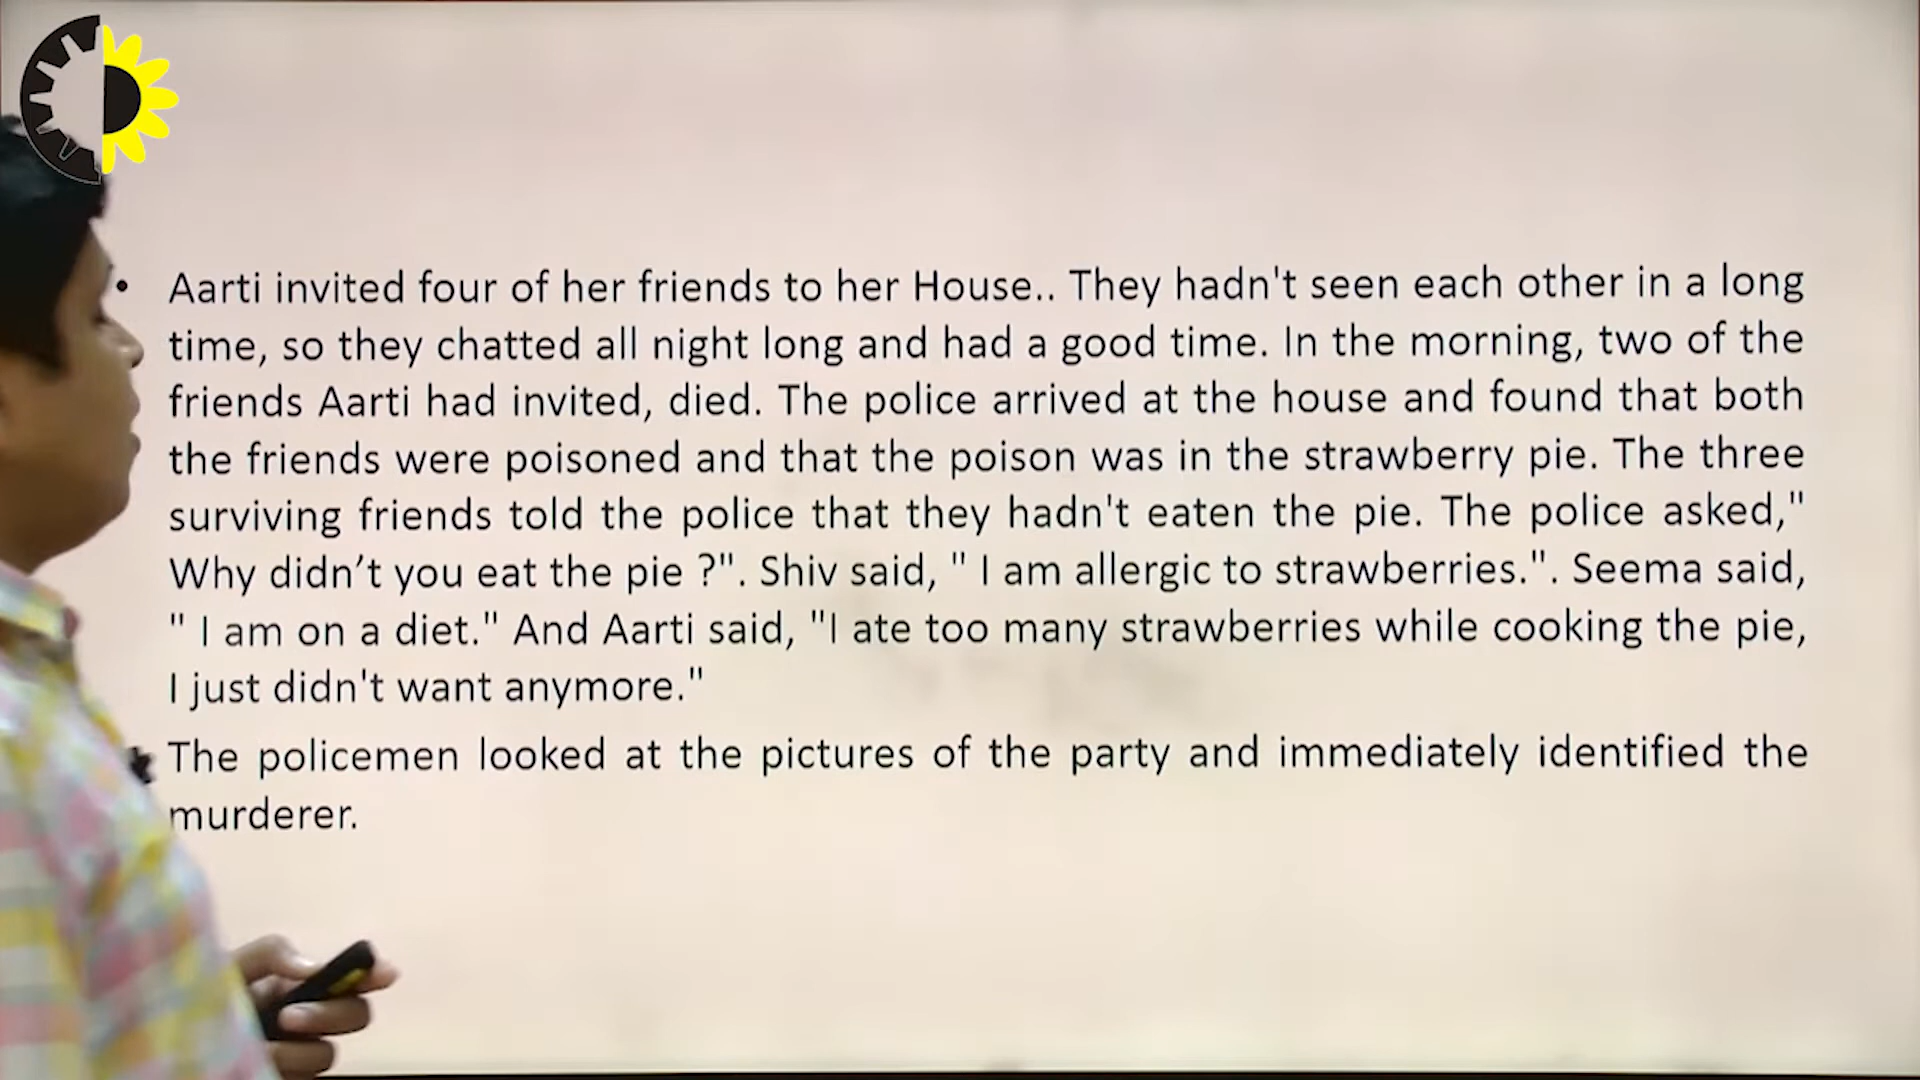 Aarti invited four of her friends to her House.. They hadn't seen each other in a long
time, so they chatted all night long and had a good time. In the morning, two of the
friends Aarti had invited, died. The police arrived at the house and found that both
the friends were poisoned and that the poison was in the strawberry pie. The three
surviving friends told the police that they hadn't eaten the pie. The police asked,"
Why didn’t you eat the pie ?". Shiv said, " I am allergic to strawberries.". Seema said,
" I am on a diet." And Aarti said, "I ate too many strawberries while cooking the pie,
I just didn't want anymore."
The policemen looked at the pictures of the party and immediately identified the
murderer.